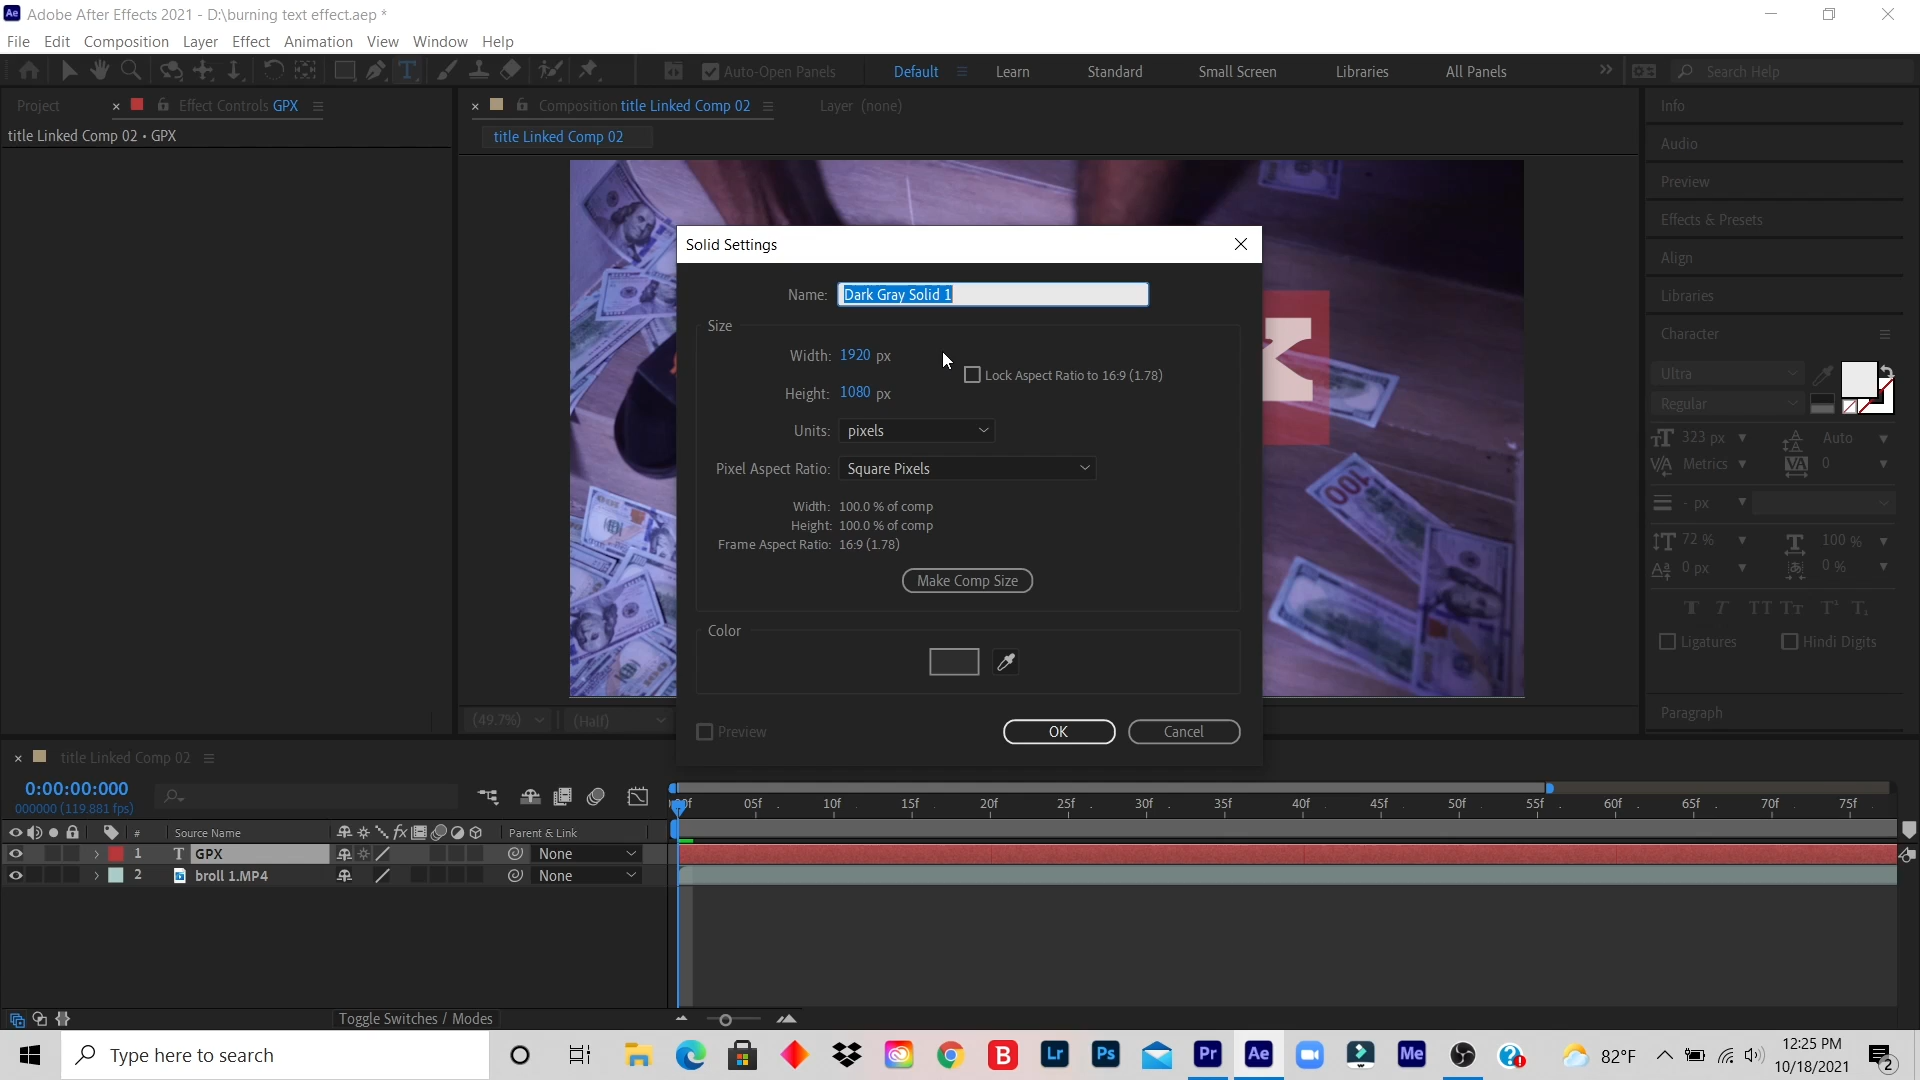 Ae Adobe After Effects 2021 - D:\burning text effect.aep *
File Edit Composition Layer Effect Animation View Window Help
Auto-Open Panels Default Learn Standard Small Screen Libraries All Panels Search Help
Project Effect Controls GPX
title Linked Comp 02 • GPX
Composition title Linked Comp 02 Layer (none)
title Linked Comp 02
Info
Audio
Preview
Effects & Presets
Align
Libraries
Character
Ultra
Regular
323 px Auto
Metrics 0
- px
72 % 100 %
0 px 0 %
Ligatures Hindi Digits
Paragraph
Solid Settings
Name: Dark Gray Solid 1
Size
Width: 1920 px
Lock Aspect Ratio to 16:9 (1.78)
Height: 1080 px
Units: pixels
Pixel Aspect Ratio: Square Pixels
Width: 100.0 % of comp
Height: 100.0 % of comp
Frame Aspect Ratio: 16:9 (1.78)
Make Comp Size
Color
Preview OK Cancel
X
100
(49.7%) (Half)
title Linked Comp 02
0:00:00:000
000000 (119.881 fps)
05f 10f 15f 20f 25f 30f 35f 40f 45f 50f 55f 60f 65f 70f 75f
# Source Name Parent & Link
1 T GPX None
2 broll 1.MP4 None
Toggle Switches / Modes
Type here to search
B Lr Ps Pr Ae Me
82°F
12:25 PM
10/18/2021
2